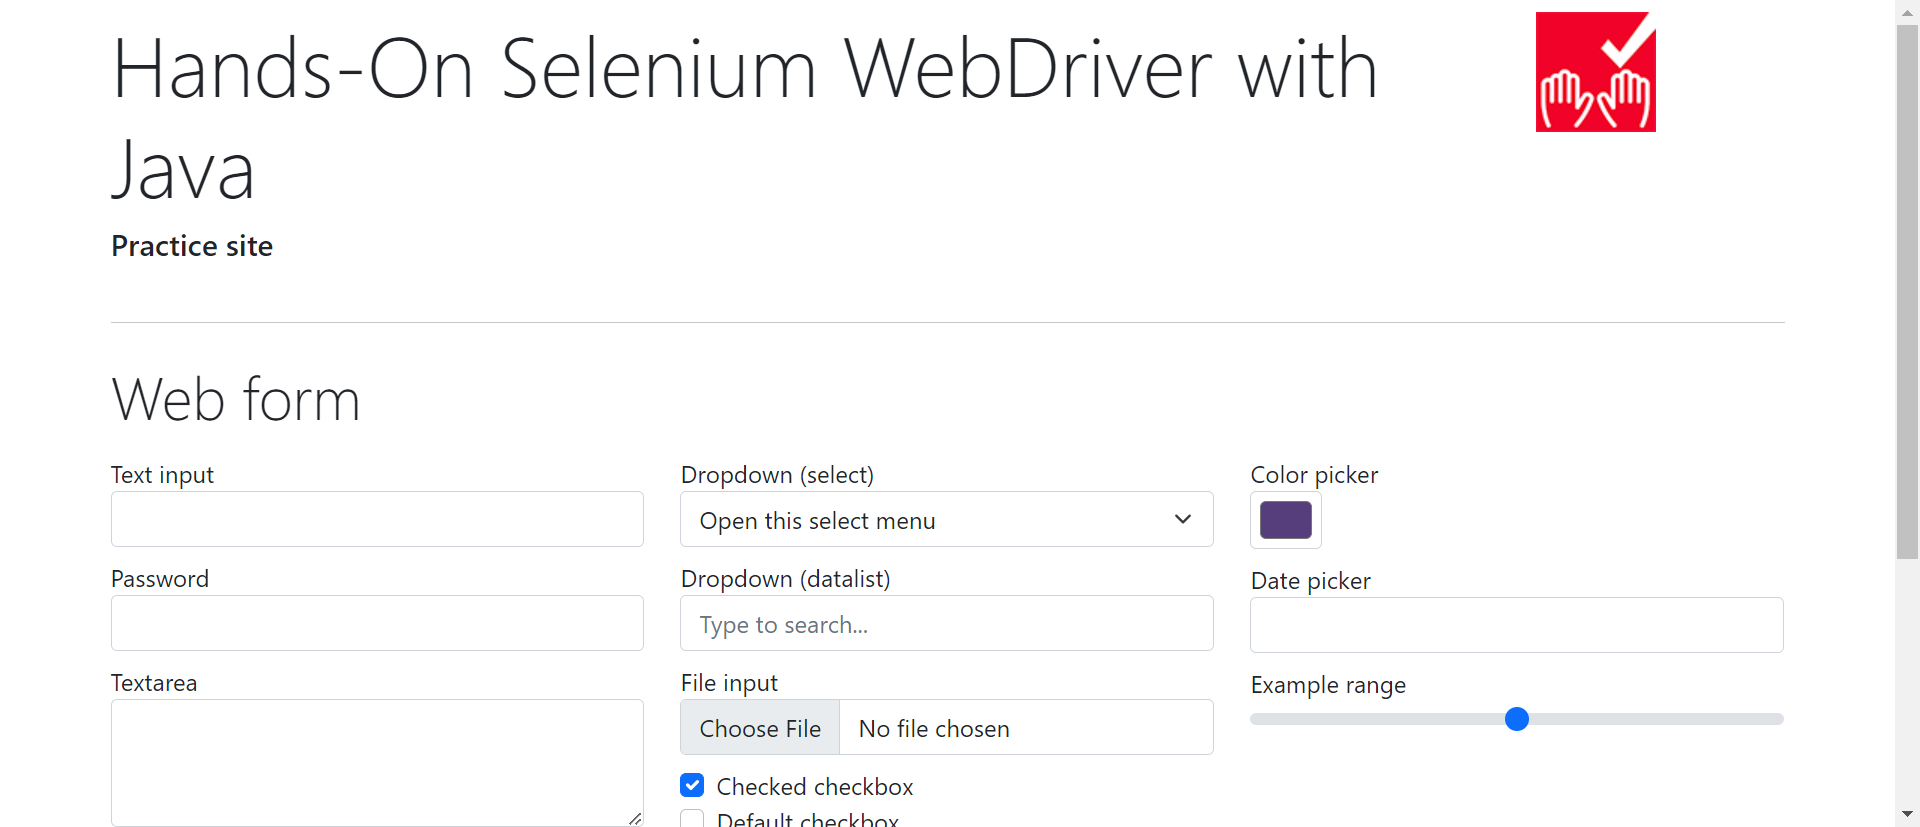 Hands-On Selenium WebDriver with
Java
Practice site
Web form
Text input
Password
Textarea
Dropdown (select)
Open this select menu
Dropdown (datalist)
Type to search...
File input
Choose File No file chosen
Checked checkbox
Default checkbox
Color picker
Date picker
Example range